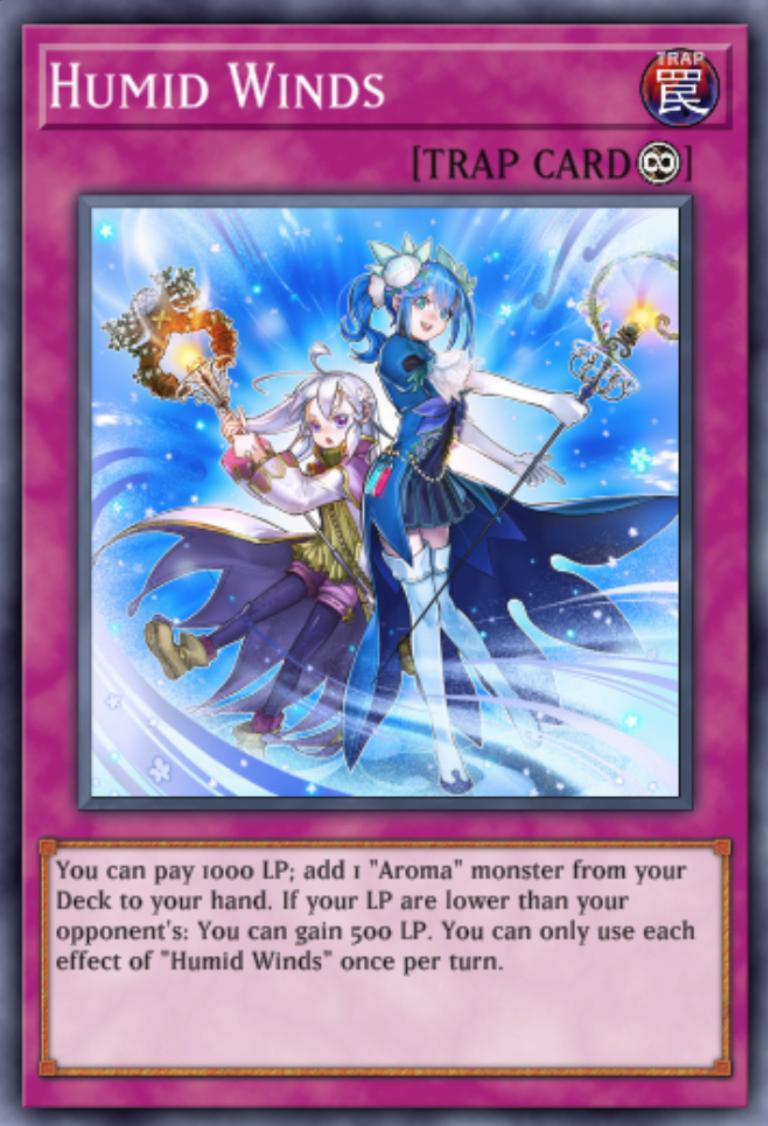 HUMID WINDS
TRAP
罠
[TRAP CARD]
You can pay 1000 LP; add 1 "Aroma" monster from your
Deck to your hand. If your LP are lower than your
opponent's: You can gain 500 LP. You can only use each
effect of "Humid Winds" once per turn.